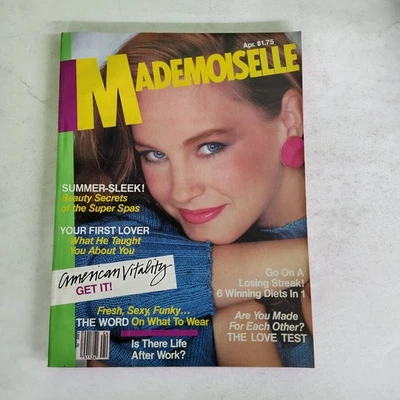 Apr. $1.75
MADEMOISELLE
SUMMER-SLEEK!
Beauty Secrets
of the Super Spas
YOUR FIRST LOVER
What He Taught
You About You
American Vitality
GET IT!
Fresh, Sexy, Funky...
THE WORD On What To Wear
Is There Life
After Work?
Go On A
Losing Streak!
6 Winning Diets In 1
Are You Made
For Each Other?
THE LOVE TEST